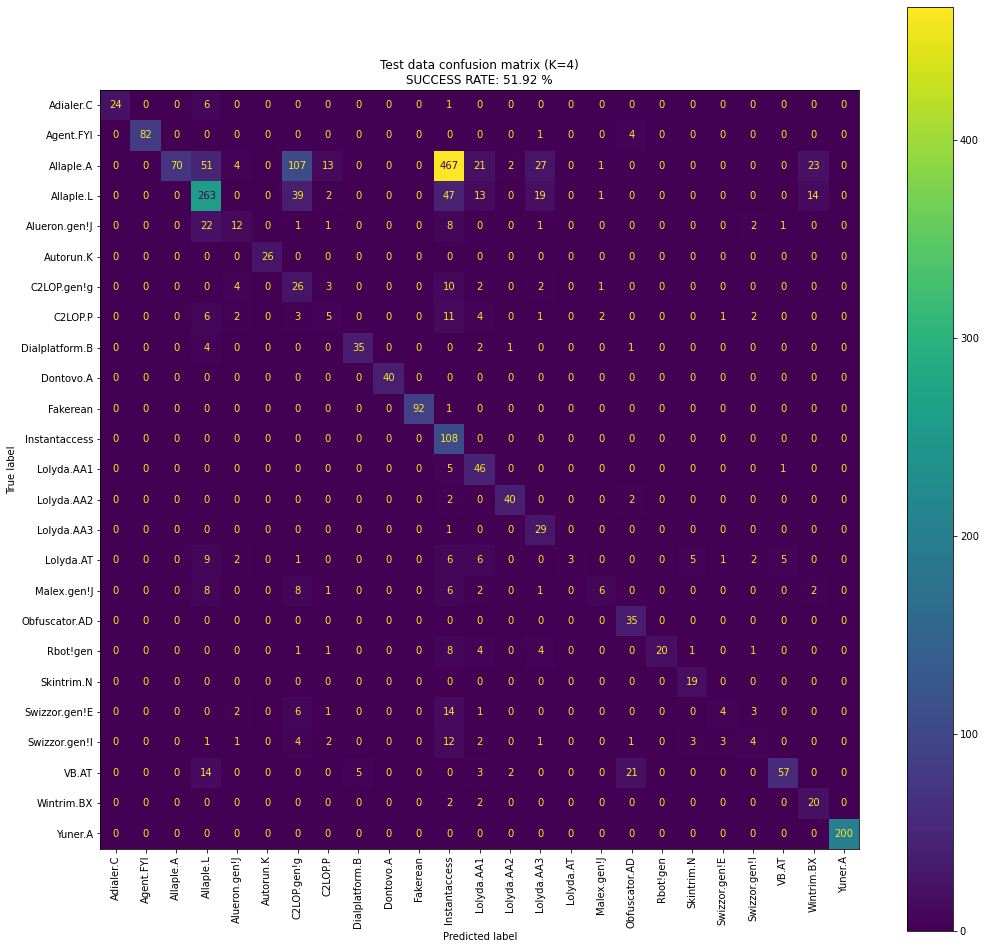 Test data confusion matrix (K=4)
SUCCESS RATE: 51.92 %
Adialer.C 24 0 0 6 0 0 0 0 0 0 0 1 0 0 0 0 0 0 0 0 0 0 0 0 0
Agent.FYI 0 82 0 0 0 0 0 0 0 0 0 0 0 0 1 0 0 4 0 0 0 0 0 0 0
Allaple.A 0 0 70 51 4 0 107 13 0 0 0 467 21 2 27 0 1 0 0 0 0 0 0 23 0
Allaple.L 0 0 0 263 0 0 39 2 0 0 0 47 13 0 19 0 1 0 0 0 0 0 0 14 0
Alueron.gen!J 0 0 0 22 12 0 1 1 0 0 0 8 0 0 1 0 0 0 0 0 0 2 1 0 0
Autorun.K 0 0 0 0 0 26 0 0 0 0 0 0 0 0 0 0 0 0 0 0 0 0 0 0 0
C2LOP.gen!g 0 0 0 0 4 0 26 3 0 0 0 10 2 0 2 0 1 0 0 0 0 0 0 0 0
C2LOP.P 0 0 0 6 2 0 3 5 0 0 0 11 4 0 1 0 2 0 0 0 1 2 0 0 0
Dialplatform.B 0 0 0 4 0 0 0 0 35 0 0 0 2 1 0 0 0 1 0 0 0 0 0 0 0
Dontovo.A 0 0 0 0 0 0 0 0 0 40 0 0 0 0 0 0 0 0 0 0 0 0 0 0 0
Fakerean 0 0 0 0 0 0 0 0 0 0 92 1 0 0 0 0 0 0 0 0 0 0 0 0 0
Instantaccess 0 0 0 0 0 0 0 0 0 0 0 108 0 0 0 0 0 0 0 0 0 0 0 0 0
Lolyda.AA1 0 0 0 0 0 0 0 0 0 0 0 5 46 0 0 0 0 0 0 0 0 0 1 0 0
Lolyda.AA2 0 0 0 0 0 0 0 0 0 0 0 2 0 40 0 0 0 2 0 0 0 0 0 0 0
Lolyda.AA3 0 0 0 0 0 0 0 0 0 0 0 1 0 0 29 0 0 0 0 0 0 0 0 0 0
Lolyda.AT 0 0 0 9 2 0 1 0 0 0 0 6 6 0 0 3 0 0 0 5 1 2 5 0 0
Malex.gen!J 0 0 0 8 0 0 8 1 0 0 0 6 2 0 1 0 6 0 0 0 0 0 0 2 0
Obfuscator.AD 0 0 0 0 0 0 0 0 0 0 0 0 0 0 0 0 0 35 0 0 0 0 0 0 0
Rbot!gen 0 0 0 0 0 0 1 1 0 0 0 8 4 0 4 0 0 0 20 1 0 1 0 0 0
Skintrim.N 0 0 0 0 0 0 0 0 0 0 0 0 0 0 0 0 0 0 0 19 0 0 0 0 0
Swizzor.gen!E 0 0 0 0 2 0 6 1 0 0 0 14 1 0 0 0 0 0 0 0 4 3 0 0 0
Swizzor.gen!I 0 0 0 1 1 0 4 2 0 0 0 12 2 0 1 0 0 1 0 3 3 4 0 0 0
VB.AT 0 0 0 14 0 0 0 0 5 0 0 0 3 2 0 0 0 21 0 0 0 0 57 0 0
Wintrim.BX 0 0 0 0 0 0 0 0 0 0 0 2 2 0 0 0 0 0 0 0 0 0 0 20 0
Yuner.A 0 0 0 0 0 0 0 0 0 0 0 0 0 0 0 0 0 0 0 0 0 0 0 0 200
True label
Adialer.C
Agent.FYI
Allaple.A
Allaple.L
Alueron.gen!J
Autorun.K
C2LOP.gen!g
C2LOP.P
Dialplatform.B
Dontovo.A
Fakerean
Instantaccess
Lolyda.AA1
Lolyda.AA2
Lolyda.AA3
Lolyda.AT
Malex.gen!J
Obfuscator.AD
Rbot!gen
Skintrim.N
Swizzor.gen!E
Swizzor.gen!I
VB.AT
Wintrim.BX
Yuner.A
Predicted label
400
300
200
100
0